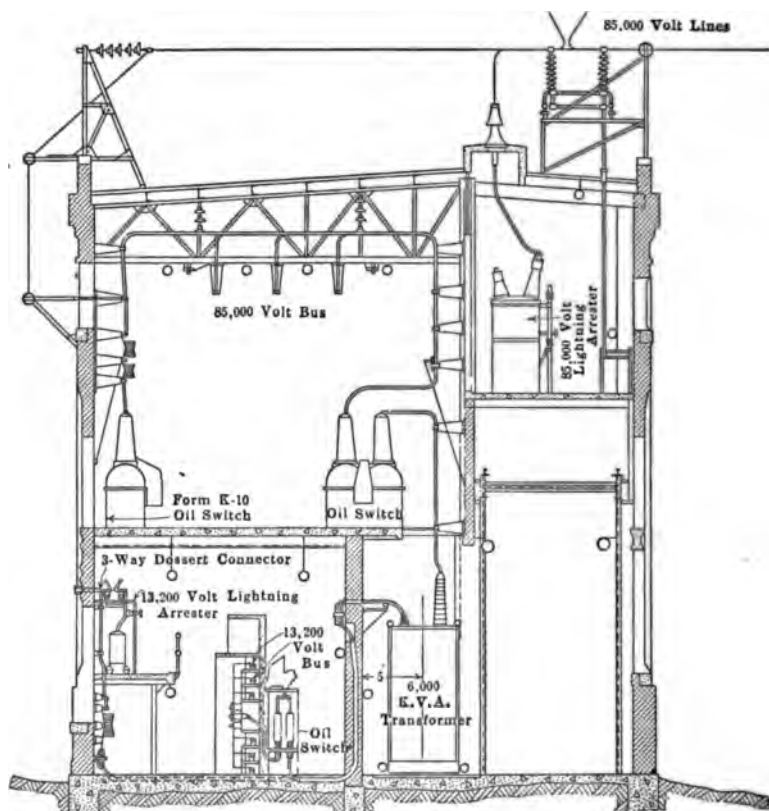 85,000 Volt Lines
85,000 Volt Bus
85,000 Volt
Lightning
Arrester
Form K-10
Oil Switch
Oil Switch
3-Way Dossert Connector
13,200 Volt Lightning
Arrester
13,200
Volt
Bus
5
6,000
K.V.A.
Transformer
Oil
Switch